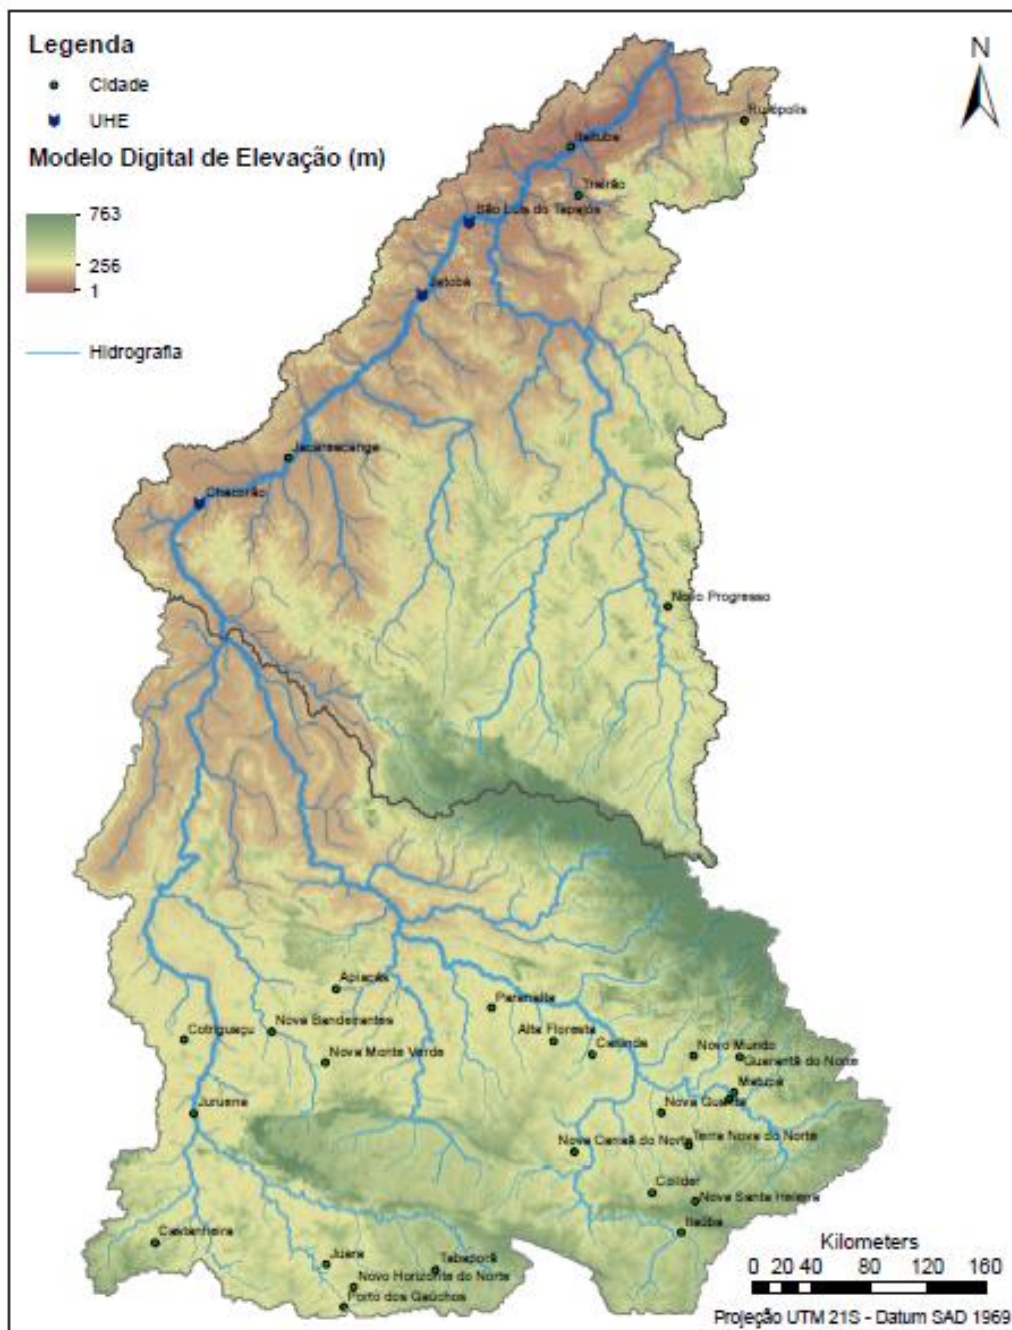 Legenda
Cidade
UHE
Modelo Digital de Elevação (m)
763
256
1
Hidrografia
N
Rurópolis
Itaituba
Trairão
São Luis do Tapajós
Jatobá
Jacareacanga
Chacorão
Novo Progresso
Apiacás
Paranaíta
Nova Bandeirantes
Cotriguaçu
Alta Floresta
Carlinda
Novo Mundo
Guarantã do Norte
Nova Monte Verde
Matupá
Juruena
Nova Guarita
Nova Canaã do Norte
Terra Nova do Norte
Colíder
Nova Santa Helena
Itaúba
Castanheira
Juara
Tabaporã
Novo Horizonte do Norte
Porto dos Gaúchos
Kilometers
0 20 40 80 120 160
Projeção UTM 21S - Datum SAD 1969